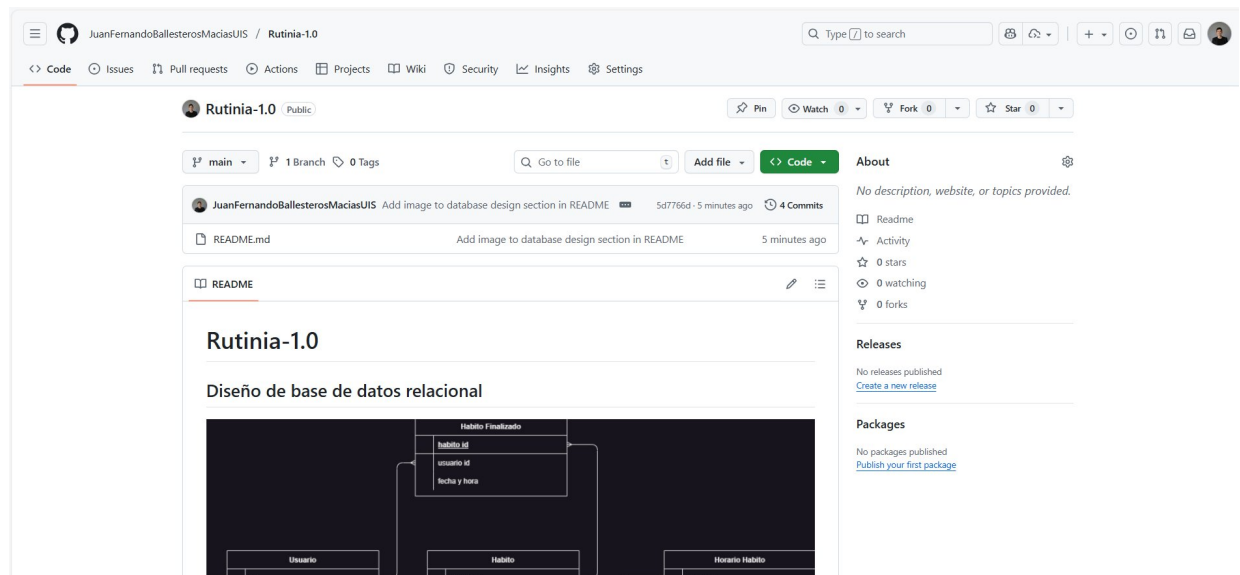 JuanFernandoBallesterosMaciasUIS / Rutinia-1.0
Type / to search
Code Issues Pull requests Actions Projects Wiki Security Insights Settings
Rutinia-1.0 Public
Pin Watch 0 Fork 0 Star 0
main 1 Branch 0 Tags
Go to file t Add file Code
About
No description, website, or topics provided.
JuanFernandoBallesterosMaciasUIS Add image to database design section in README 5d7766d · 5 minutes ago 4 Commits
README.md Add image to database design section in README 5 minutes ago
Readme
Activity
0 stars
0 watching
0 forks
README
Releases
No releases published
Create a new release
Packages
No packages published
Publish your first package
Rutinia-1.0
Diseño de base de datos relacional
Habito Finalizado
habito id
usuario id
fecha y hora
Usuario Habito Horario Habito